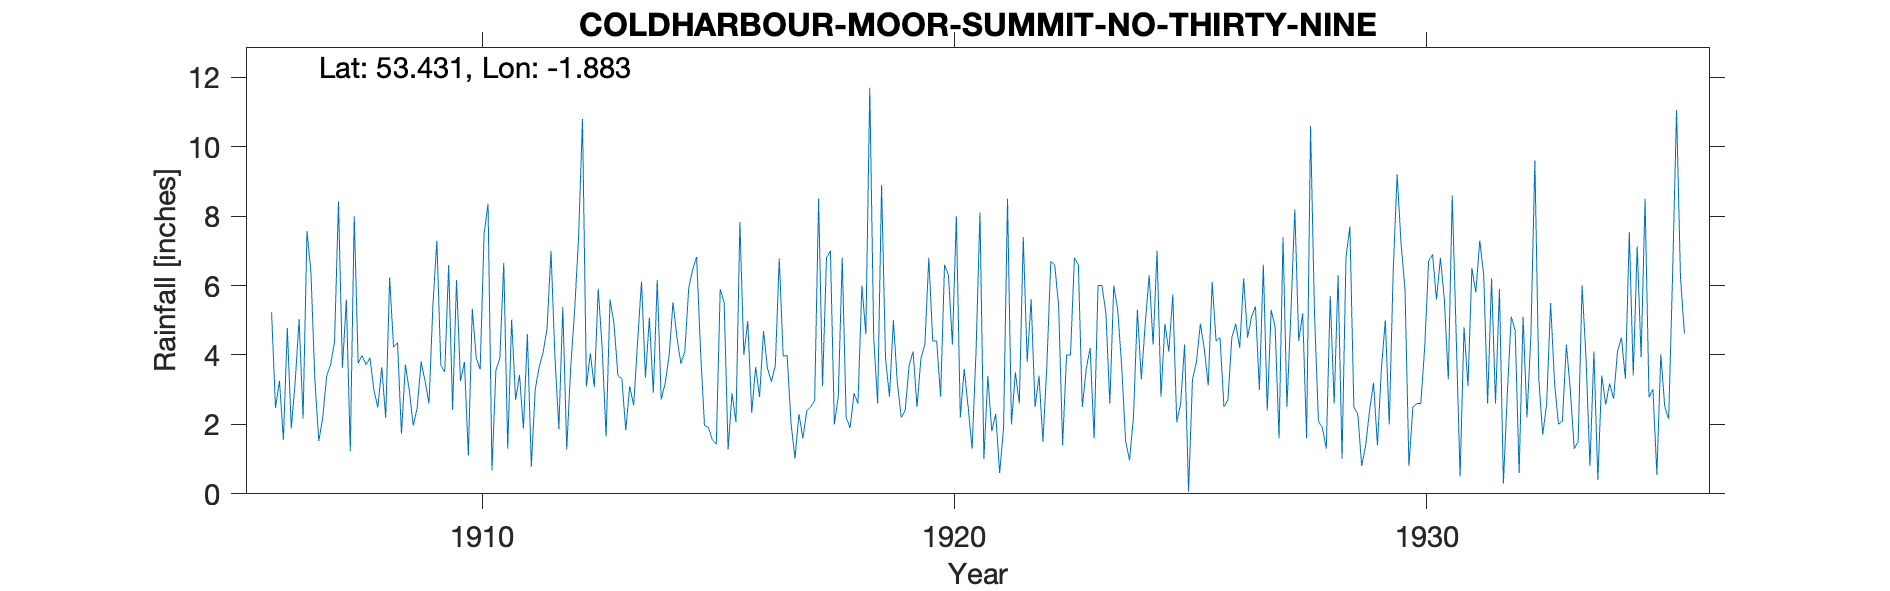 COLDHARBOUR-MOOR-SUMMIT-NO-THIRTY-NINE
Lat: 53.431, Lon: -1.883
12
10
8
6
4
2
0
Rainfall [inches]
1910 1920 1930
Year